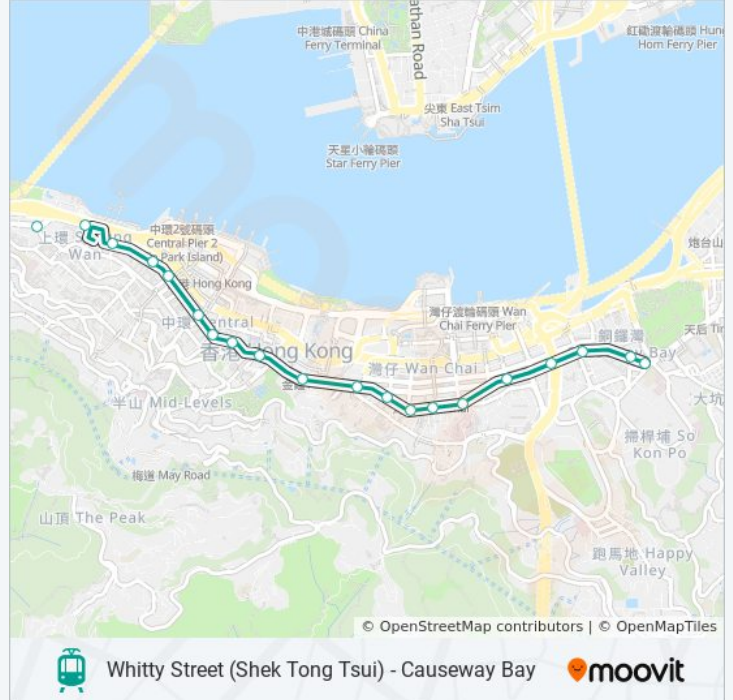 中港城碼頭 China
Ferry Terminal
Nathan Road
紅磡渡輪碼頭 Hun
Hom Ferry Pier
尖東 East Tsim
Sha Tsui
天星小輪碼頭
Star Ferry Pier
上環
Wan
中環2號碼頭
Central Pier 2
Park Island)
Hong Kong
中環 Central
香港 Hong Kong
灣仔渡輪碼頭 Wan
Chai Ferry Pier
灣仔 Wan Chai
炮台山
銅鑼灣
Bay
天后
金鐘
半山 Mid-Levels
大坑
掃桿埔 So
Kon Po
梅道 May Road
山頂 The Peak
跑馬地 Happy
Valley
© OpenStreetMap contributors | © OpenMapTiles
Whitty Street (Shek Tong Tsui) - Causeway Bay
moovit